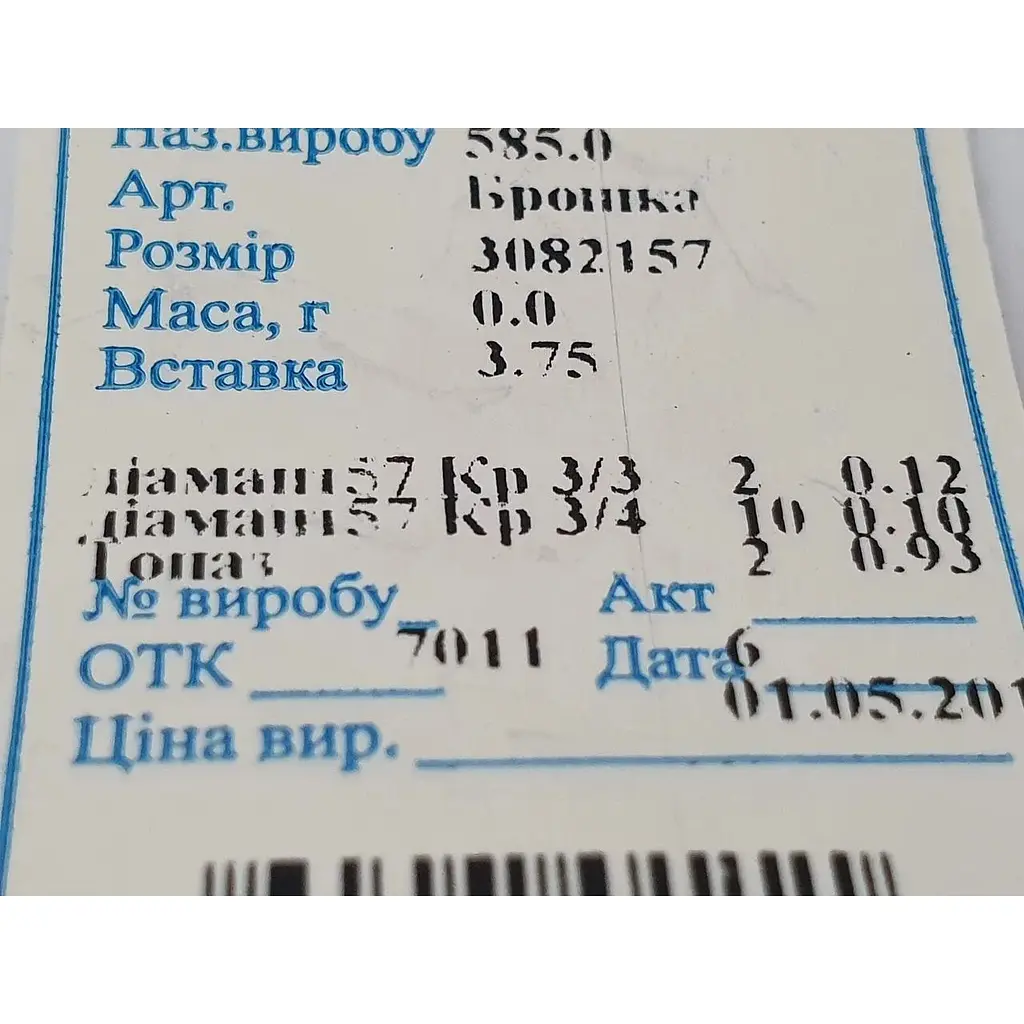 Наз.виробу 585.0
Арт. Брошка
Розмір 3082157
Маса, г 0.0
Вставка 3.75
Діамант57 Кр 3/3 2 0.12
Діамант57 Кр 3/4 10 0.10
Топаз 2 0.93
№ виробу Акт
ОТК 7011 Дата 6
01.05.201
Ціна вир.